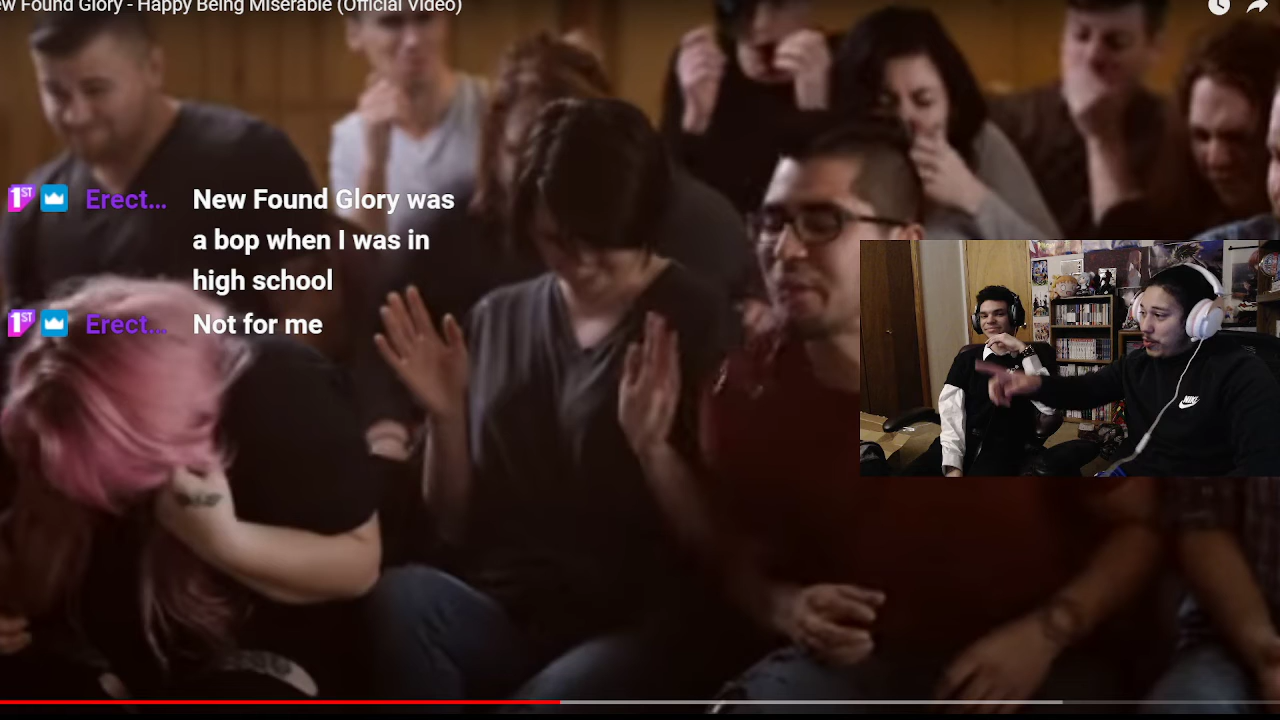 ew Found Glory - Happy Being Miserable (Official Video)
1ST Erect... New Found Glory was
a bop when I was in
high school
1ST Erect... Not for me
NIKE